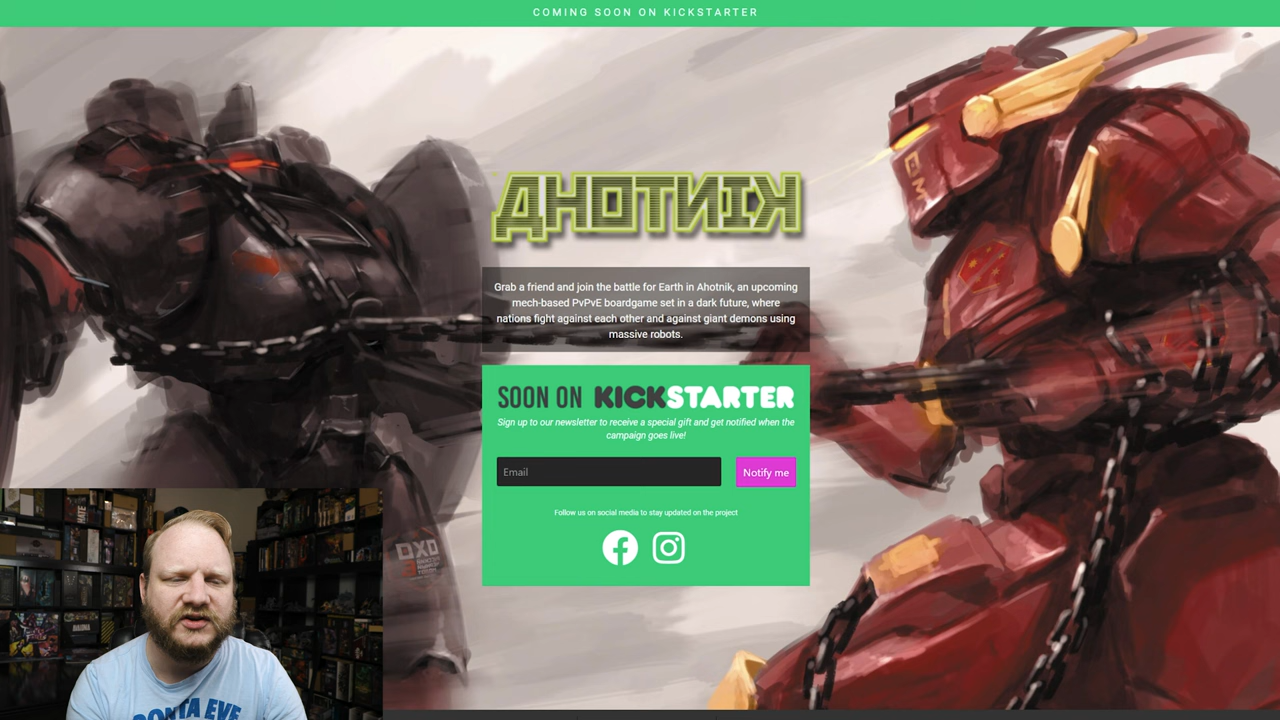 COMING SOON ON KICKSTARTER
ДHOTИIK
Grab a friend and join the battle for Earth in Ahotnik, an upcoming
mech-based PvPvE boardgame set in a dark future, where
nations fight against each other and against giant demons using
massive robots.
SOON ON KICKSTARTER
Sign up to our newsletter to receive a special gift and get notified when the
campaign goes live!
Email
Notify me
Follow us on social media to stay updated on the project